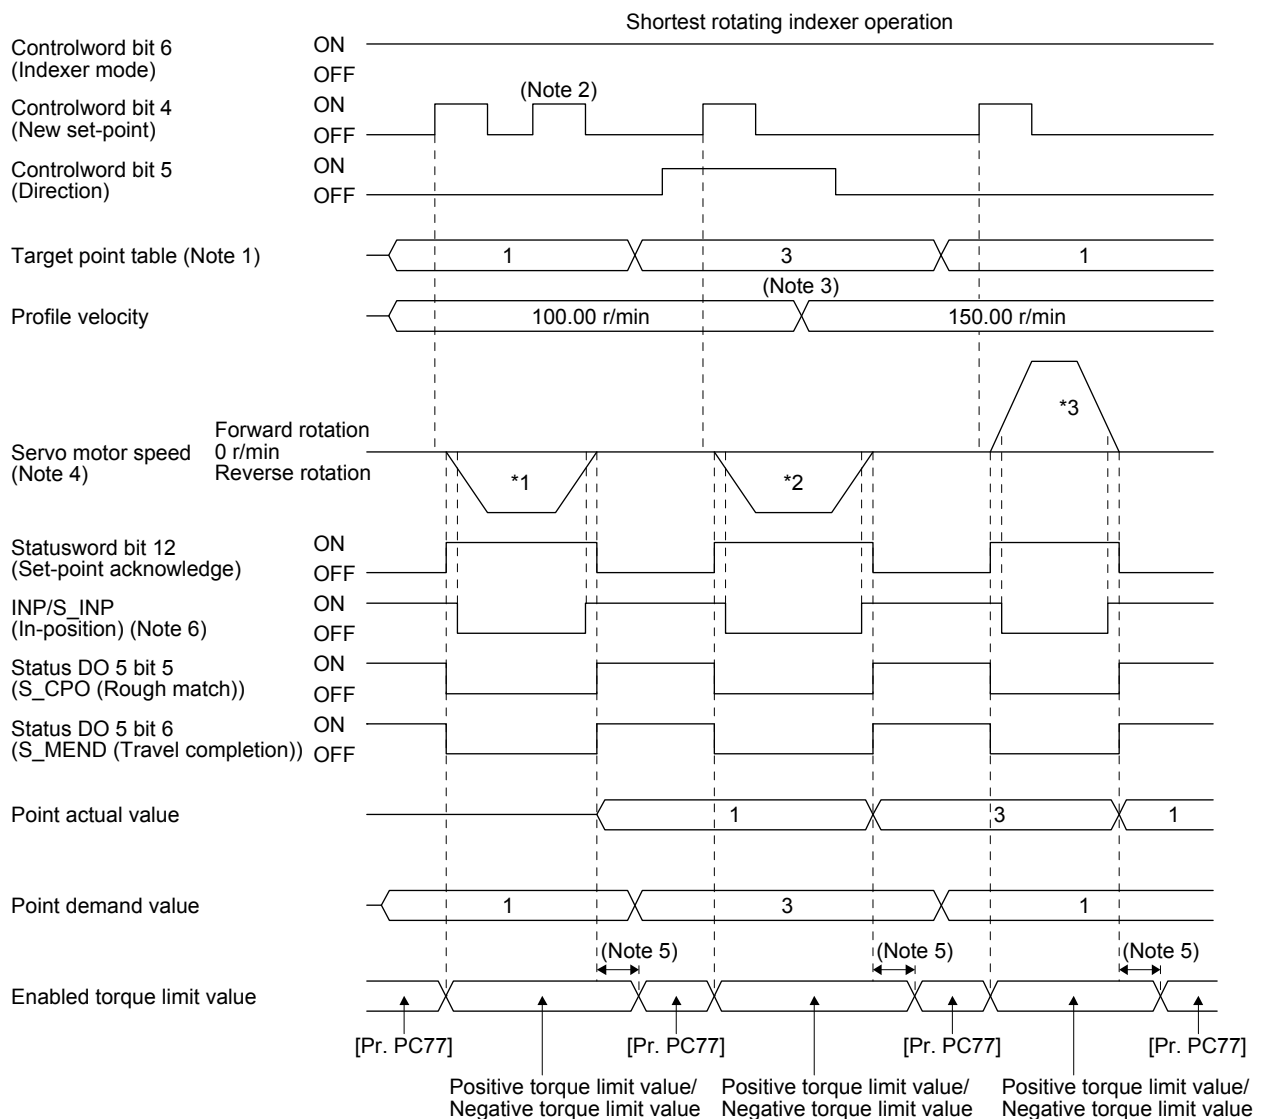 Shortest rotating indexer operation
Controlword bit 6
(Indexer mode)
ON
OFF
Controlword bit 4
(New set-point)
ON
OFF
(Note 2)
Controlword bit 5
(Direction)
ON
OFF
Target point table (Note 1)
1
3
1
Profile velocity
100.00 r/min
(Note 3)
150.00 r/min
Servo motor speed
(Note 4)
Forward rotation
0 r/min
Reverse rotation
*1
*2
*3
Statusword bit 12
(Set-point acknowledge)
ON
OFF
INP/S_INP
(In-position) (Note 6)
ON
OFF
Status DO 5 bit 5
(S_CPO (Rough match))
ON
OFF
Status DO 5 bit 6
(S_MEND (Travel completion))
ON
OFF
Point actual value
1
3
1
Point demand value
1
3
1
(Note 5)
(Note 5)
(Note 5)
Enabled torque limit value
[Pr. PC77]
[Pr. PC77]
[Pr. PC77]
[Pr. PC77]
Positive torque limit value/
Negative torque limit value
Positive torque limit value/
Negative torque limit value
Positive torque limit value/
Negative torque limit value